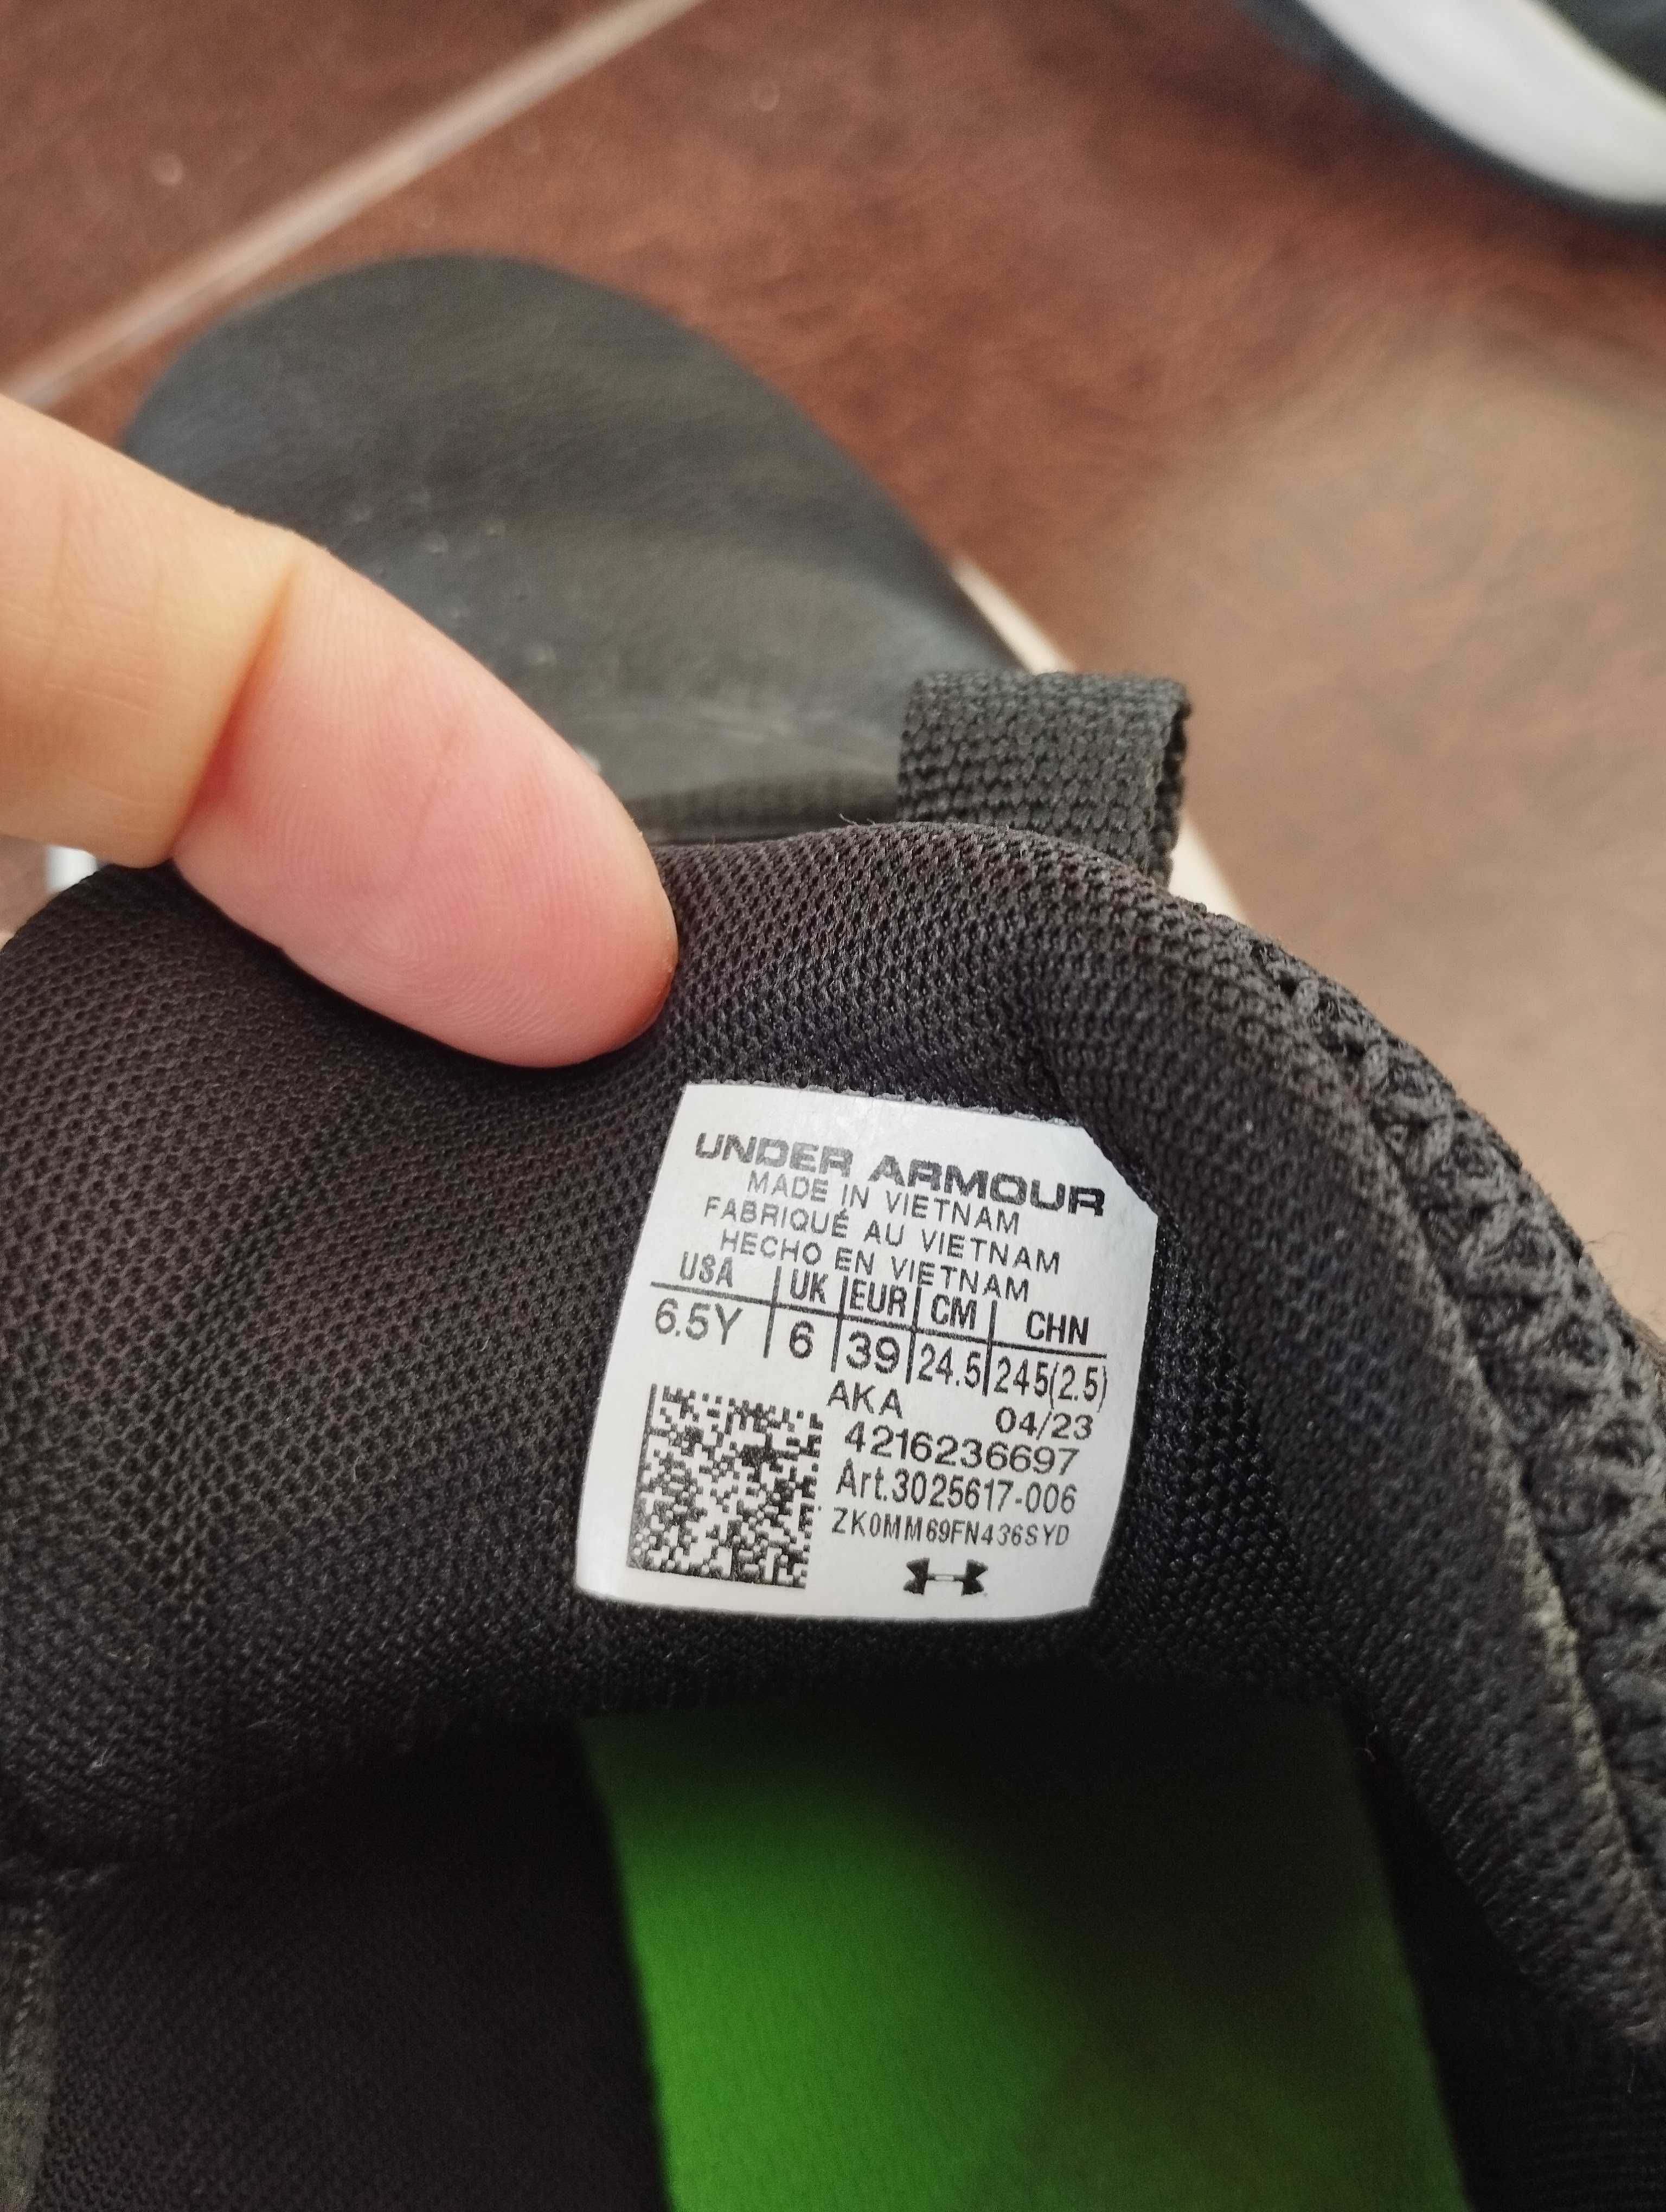 UNDER ARMOUR
MADE IN VIETNAM
FABRIQUÉ AU VIETNAM
HECHO EN VIETNAM
USA UK EUR CM CHN
6.5Y 6 39 24.5 245(2.5)
AKA 04/23
4216236697
Art.3025617-006
ZK0MM69FN436SYD